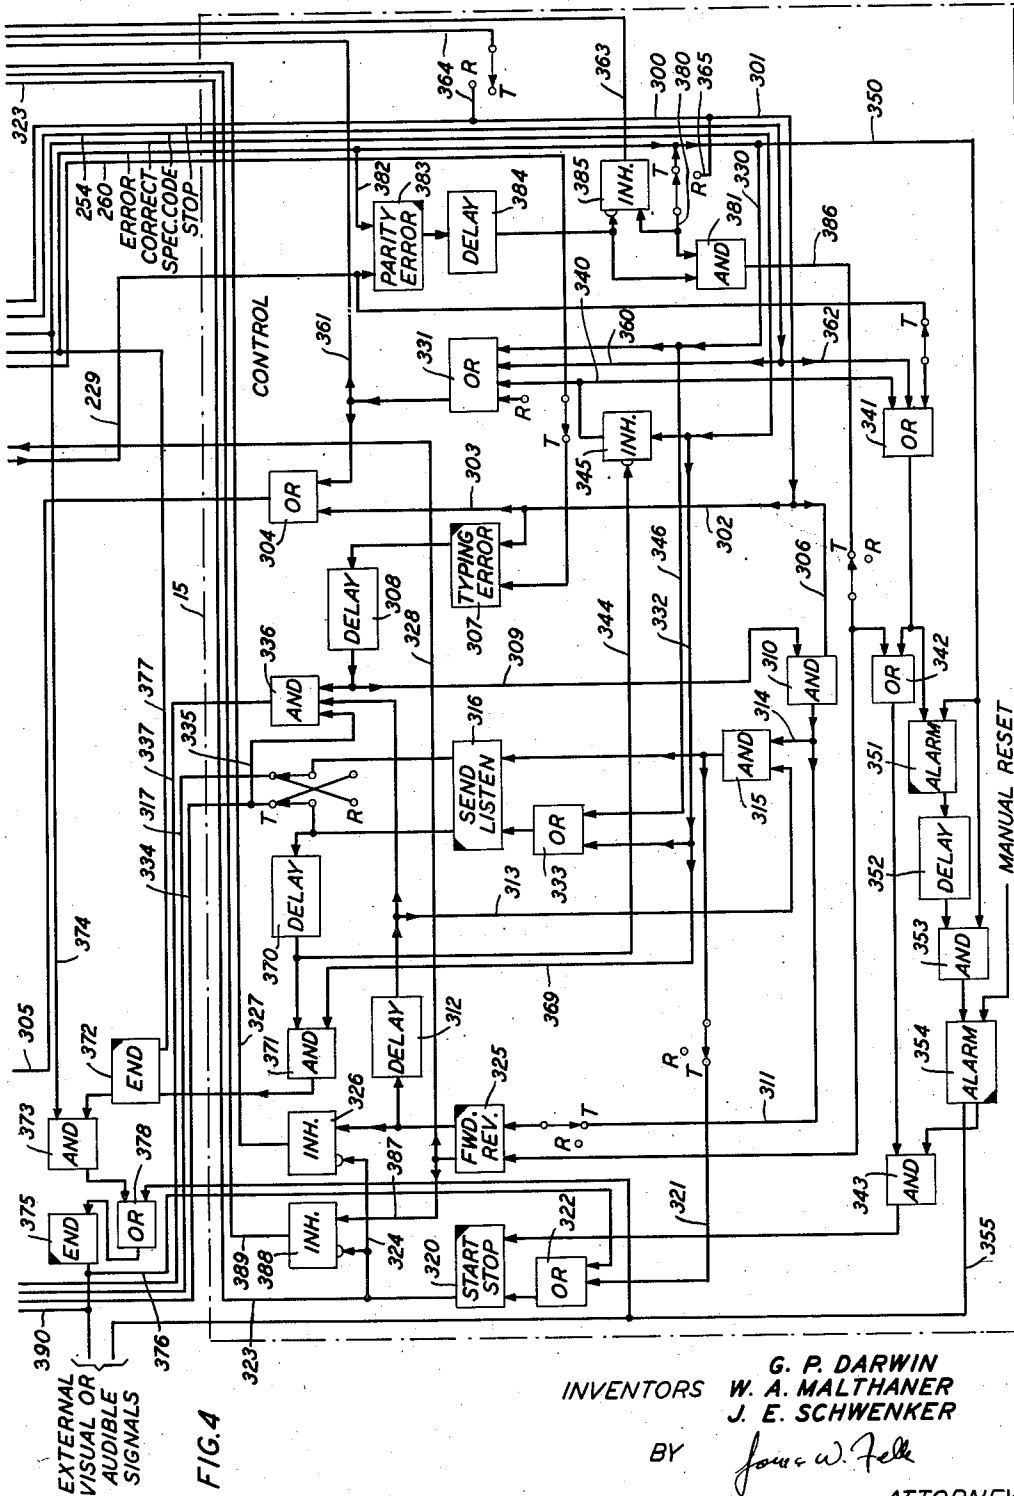 323
254
260
ERROR
CORRECT
SPEC.CODE
STOP
364
R
T
363
300
380
365
301
350
330
382
PARITY
ERROR
383
DELAY
384
385
INH.
T
R
381
AND
386
340
229
CONTROL
361
331
OR
360
362
R
T
341
OR
T
345
INH.
303
304
OR
302
346
332
306
T
R
15
308
DELAY
TYPING
ERROR
307
328
344
377
337
317
334
335
336
AND
309
310
AND
314
316
SEND
LISTEN
AND
315
OR
342
351
ALARM
T
R
333
OR
352
DELAY
MANUAL RESET
374
370
DELAY
313
353
AND
305
372
END
327
371
AND
312
DELAY
369
354
ALARM
R
T
373
AND
378
OR
375
END
326
INH.
387
325
FWD.
REV.
R
T
311
343
AND
389
388
INH.
324
320
START
STOP
322
OR
321
355
390
376
323
EXTERNAL
VISUAL OR
AUDIBLE
SIGNALS
FIG.4
G. P. DARWIN
INVENTORS W. A. MALTHANER
J. E. SCHWENKER
BY
ATTORNEY